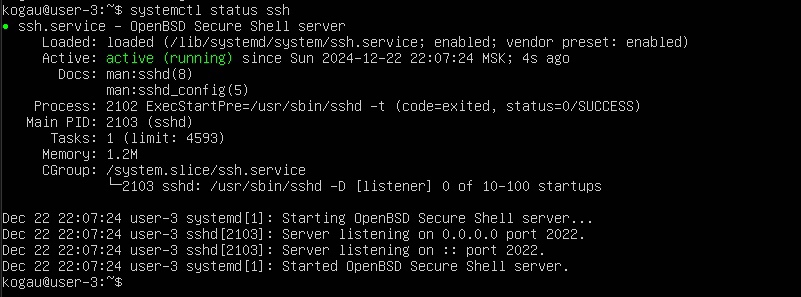 kogau@user-3:~$ systemctl status ssh
● ssh.service - OpenBSD Secure Shell server
     Loaded: loaded (/lib/systemd/system/ssh.service; enabled; vendor preset: enabled)
     Active: active (running) since Sun 2024-12-22 22:07:24 MSK; 4s ago
       Docs: man:sshd(8)
             man:sshd_config(5)
    Process: 2102 ExecStartPre=/usr/sbin/sshd -t (code=exited, status=0/SUCCESS)
   Main PID: 2103 (sshd)
      Tasks: 1 (limit: 4593)
     Memory: 1.2M
     CGroup: /system.slice/ssh.service
             └─2103 sshd: /usr/sbin/sshd -D [listener] 0 of 10-100 startups

Dec 22 22:07:24 user-3 systemd[1]: Starting OpenBSD Secure Shell server...
Dec 22 22:07:24 user-3 sshd[2103]: Server listening on 0.0.0.0 port 2022.
Dec 22 22:07:24 user-3 sshd[2103]: Server listening on :: port 2022.
Dec 22 22:07:24 user-3 systemd[1]: Started OpenBSD Secure Shell server.
kogau@user-3:~$